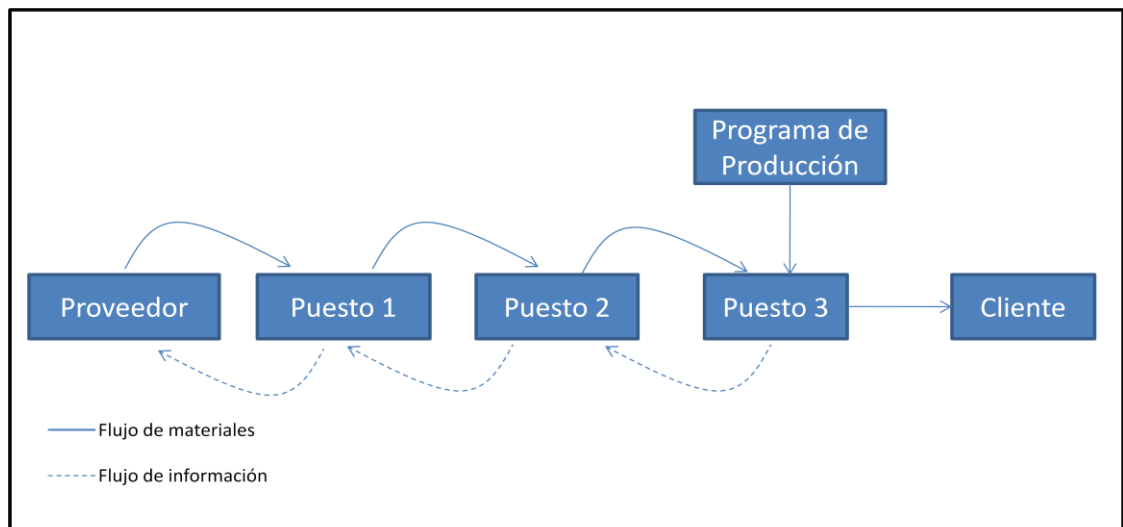 Programa de
Producción
Proveedor
Puesto 1
Puesto 2
Puesto 3
Cliente
Flujo de materiales
Flujo de información